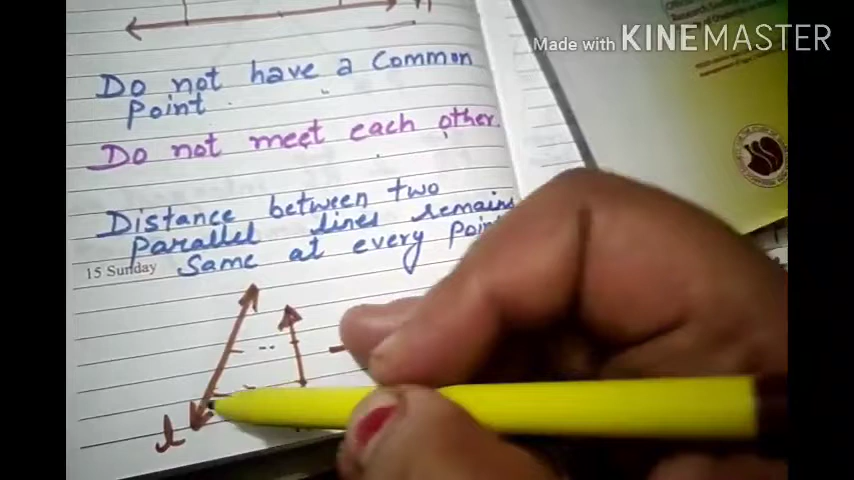 Made with KINEMASTER
Do not have a Common
Point
Do not meet each other.
Distance between two
parallel lines remains
same at every poin
15 Sunday
l